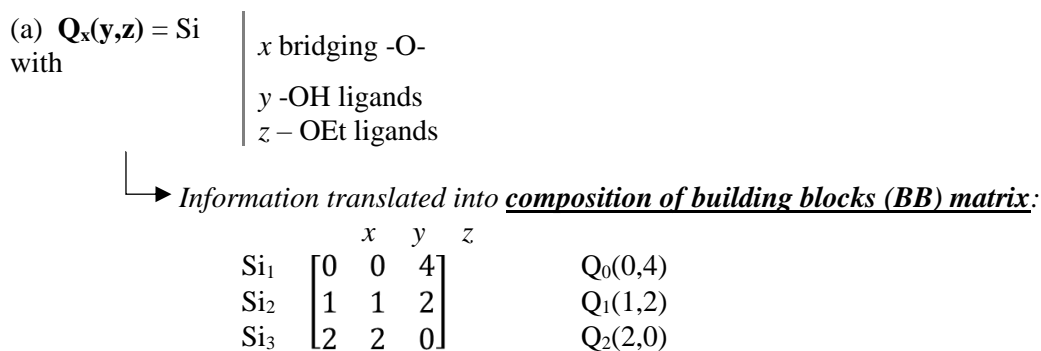 (a) Qx(y,z) = Si
with
x bridging -O-
y -OH ligands
z – OEt ligands
Information translated into composition of building blocks (BB) matrix:
x y z
Si1 [0 0 4] Q0(0,4)
Si2 [1 1 2] Q1(1,2)
Si3 [2 2 0] Q2(2,0)